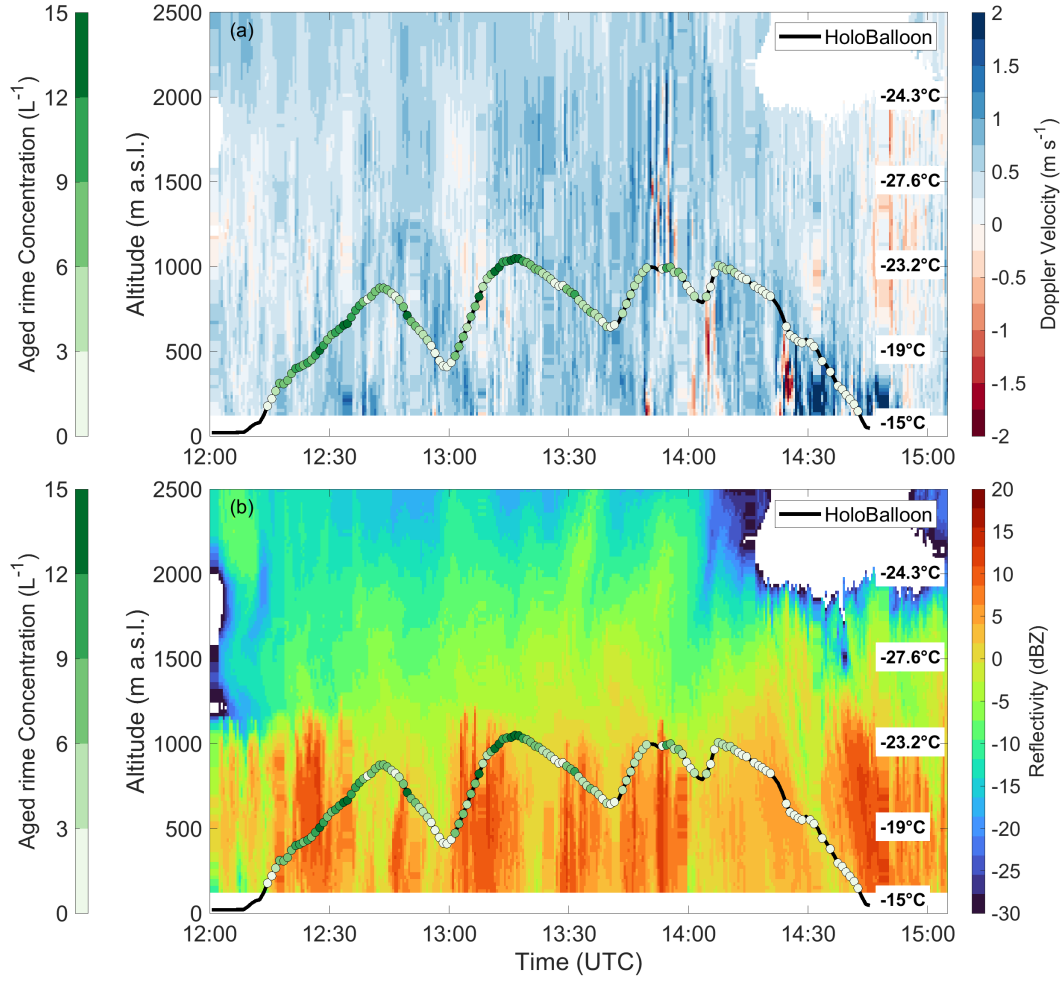 (a)
HoloBalloon
Aged rime Concentration (L⁻¹)
15
12
9
6
3
0
Altitude (m a.s.l.)
2500
2000
1500
1000
500
0
-24.3°C
-27.6°C
-23.2°C
-19°C
-15°C
2
1.5
1
0.5
0
-0.5
-1
-1.5
-2
Doppler Velocity (m s⁻¹)
12:00 12:30 13:00 13:30 14:00 14:30 15:00
(b)
HoloBalloon
Aged rime Concentration (L⁻¹)
15
12
9
6
3
0
Altitude (m a.s.l.)
2500
2000
1500
1000
500
0
-24.3°C
-27.6°C
-23.2°C
-19°C
-15°C
20
15
10
5
0
-5
-10
-15
-20
-25
-30
Reflectivity (dBZ)
12:00 12:30 13:00 13:30 14:00 14:30 15:00
Time (UTC)